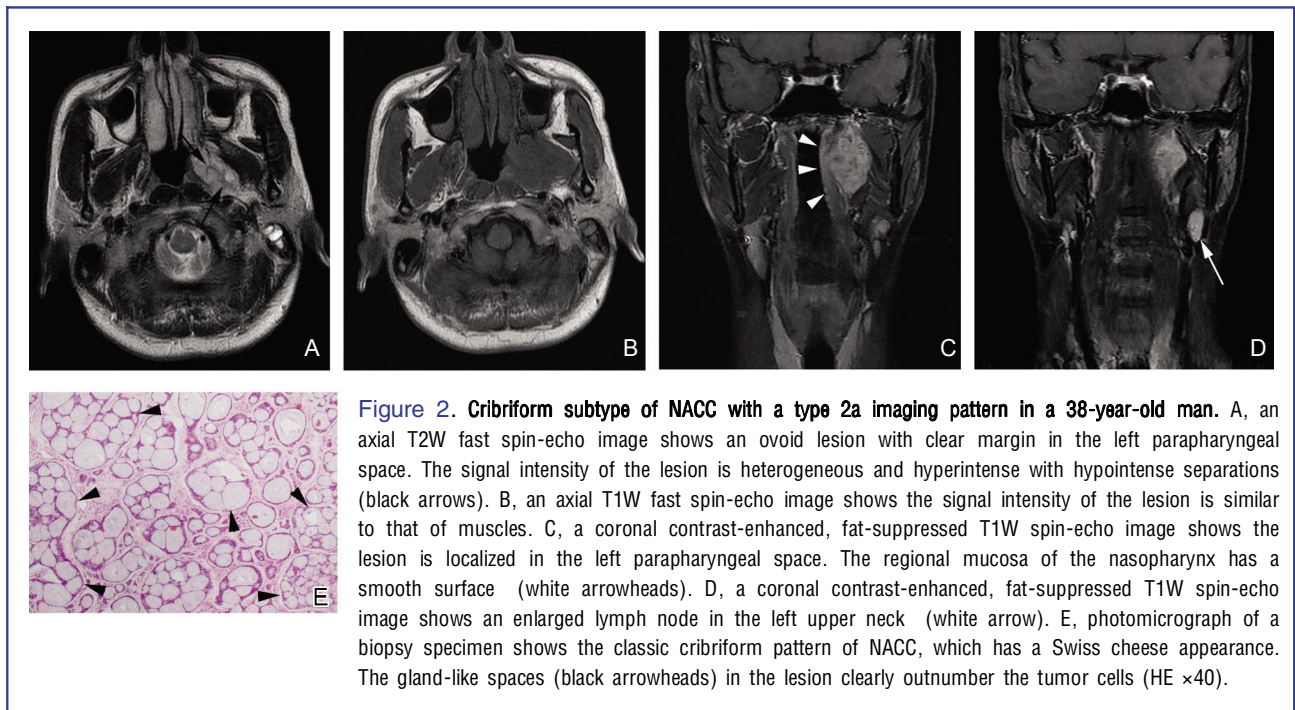 A
B
C
D
E
Figure 2. Cribriform subtype of NACC with a type 2a imaging pattern in a 38-year-old man. A, an
axial T2W fast spin-echo image shows an ovoid lesion with clear margin in the left parapharyngeal
space. The signal intensity of the lesion is heterogeneous and hyperintense with hypointense separations
(black arrows). B, an axial T1W fast spin-echo image shows the signal intensity of the lesion is similar
to that of muscles. C, a coronal contrast-enhanced, fat-suppressed T1W spin-echo image shows the
lesion is localized in the left parapharyngeal space. The regional mucosa of the nasopharynx has a
smooth surface (white arrowheads). D, a coronal contrast-enhanced, fat-suppressed T1W spin-echo
image shows an enlarged lymph node in the left upper neck (white arrow). E, photomicrograph of a
biopsy specimen shows the classic cribriform pattern of NACC, which has a Swiss cheese appearance.
The gland-like spaces (black arrowheads) in the lesion clearly outnumber the tumor cells (HE ×40).